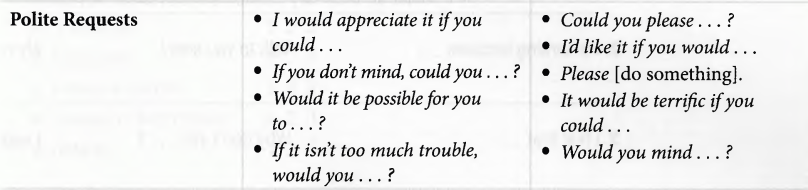 Polite Requests
• I would appreciate it if you
could . . .
• If you don't mind, could you . . . ?
• Would it be possible for you
to . . . ?
• If it isn't too much trouble,
would you . . . ?
• Could you please . . . ?
• I'd like it if you would . . .
• Please [do something].
• It would be terrific if you
could . . .
• Would you mind . . . ?